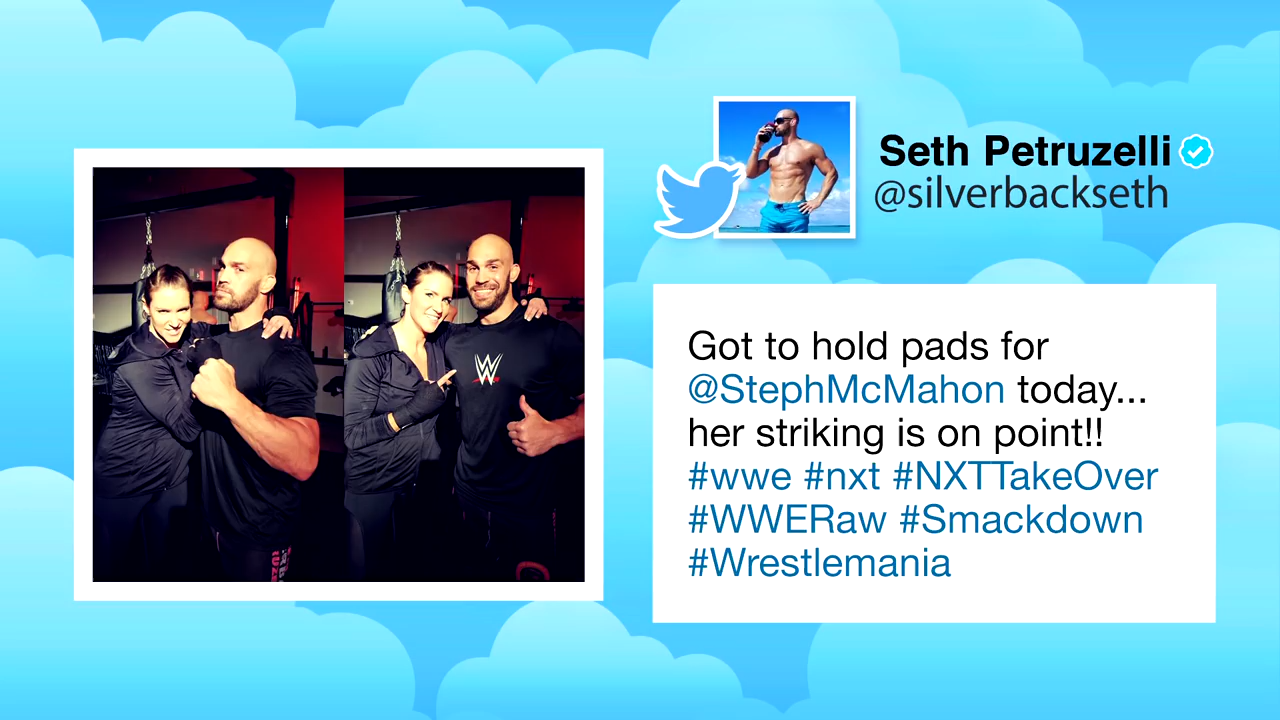 Seth Petruzelli
@silverbackseth
Got to hold pads for
@StephMcMahon today...
her striking is on point!!
#wwe #nxt #NXTTakeOver
#WWERaw #Smackdown
#Wrestlemania